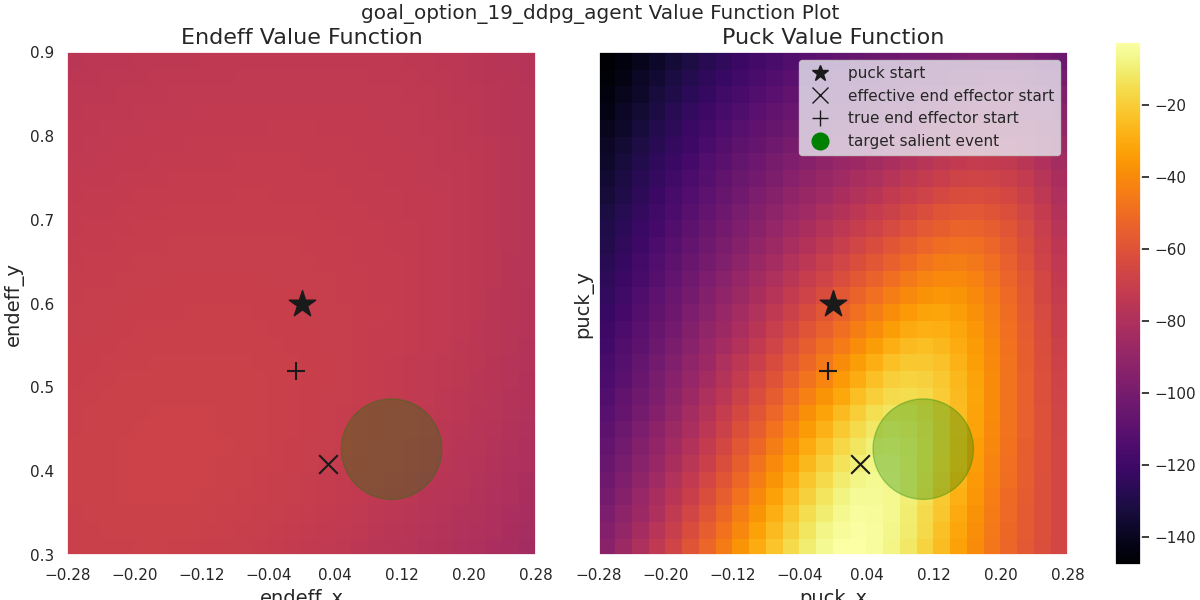 goal_option_19_ddpg_agent Value Function Plot
Endeff Value Function
Puck Value Function
0.9
0.8
0.7
0.6
0.5
0.4
0.3
endeff_y
−0.28 −0.20 −0.12 −0.04 0.04 0.12 0.20 0.28
endeff_x
puck_y
puck start
effective end effector start
true end effector start
target salient event
−0.28 −0.20 −0.12 −0.04 0.04 0.12 0.20 0.28
puck_x
−20
−40
−60
−80
−100
−120
−140